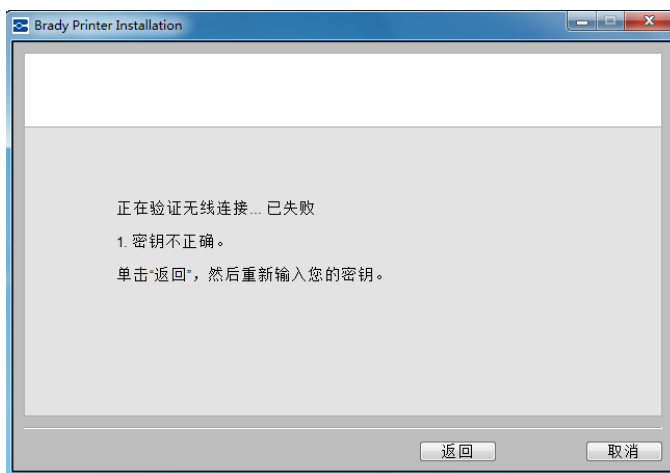 Brady Printer Installation
正在验证无线连接... 已失败
1. 密钥不正确。
单击“返回”，然后重新输入您的密钥。
返回
取消